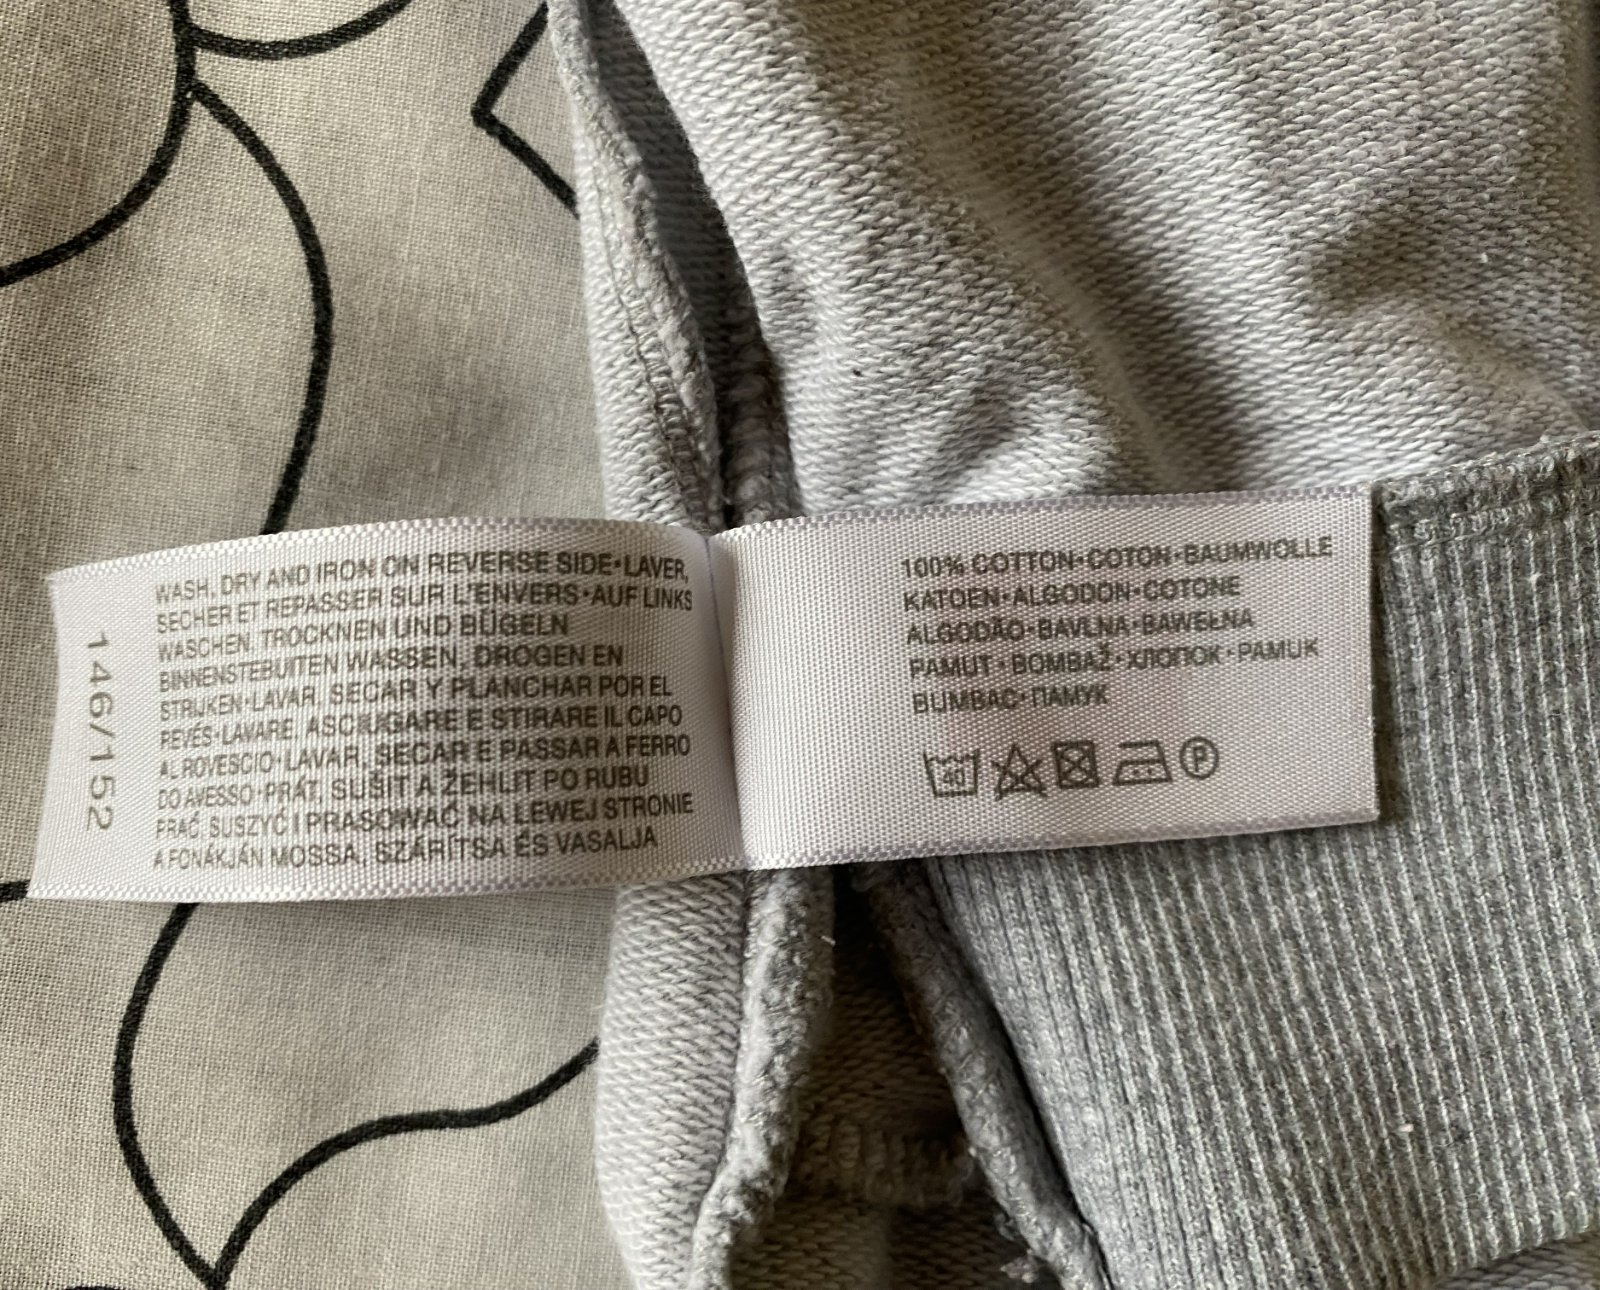 146/152
WASH, DRY AND IRON ON REVERSE SIDE•LAVER,
SECHER ET REPASSER SUR L'ENVERS•AUF LINKS
WASCHEN, TROCKNEN UND BÜGELN
BINNENSTEBUITEN WASSEN, DROGEN EN
STRIJKEN•LAVAR, SECAR Y PLANCHAR POR EL
REVÉS•LAVARE, ASCIUGARE E STIRARE IL CAPO
AL ROVESCIO•LAVAR, SECAR E PASSAR A FERRO
DO AVESSO•PRÁT, SUŠIT A ŽEHLIT PO RUBU
PRAĆ, SUSZYĆ I PRASOWAĆ NA LEWEJ STRONIE
A FONÁKJÁN MOSSA, SZÁRÍTSA ÉS VASALJA
100% COTTON•COTON•BAUMWOLLE
KATOEN•ALGODON•COTONE
ALGODÃO•BAVLNA•BAWEŁNA
PAMUT•BOMBAŽ•ХЛОПОК•PAMUK
BUMBAC•ПАМУК
40 P